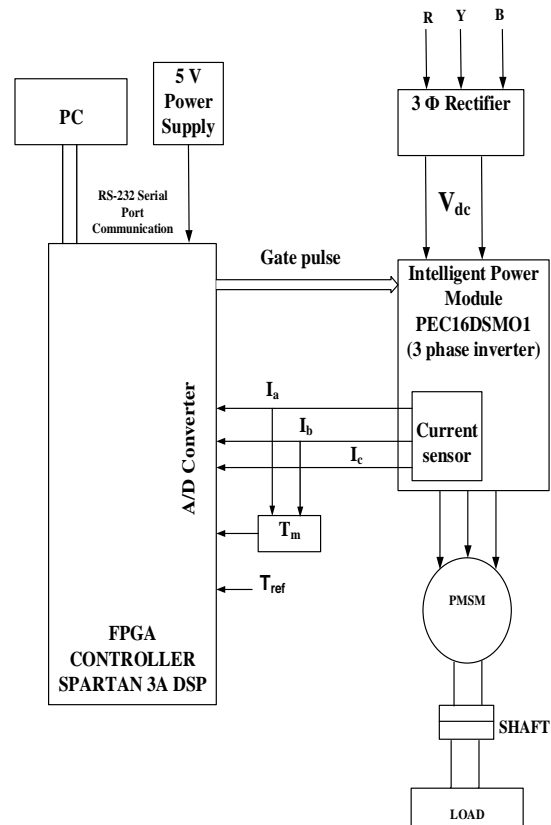 R Y B
5 V
Power
Supply
PC
3 Φ Rectifier
RS-232 Serial
Port
Communication
Vdc
Gate pulse
Intelligent Power
Module
PEC16DSMO1
(3 phase inverter)
Ia
Ib
Ic
Current
sensor
A/D Converter
Tm
Tref
PMSM
FPGA
CONTROLLER
SPARTAN 3A DSP
SHAFT
LOAD